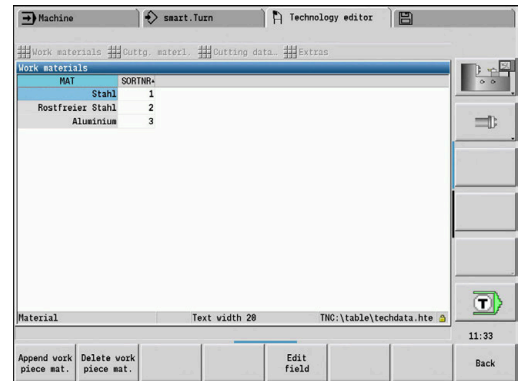 Machine smart.Turn Technology editor
Work materials Cuttg. materl. Cutting data… Extras
Work materials
MAT SORTNR
Stahl 1
Rostfreier Stahl 2
Aluminium 3
Material Text width 20 TNC:\table\techdata.hte
T
11:33
Append work piece mat. Delete work piece mat. Edit field Back